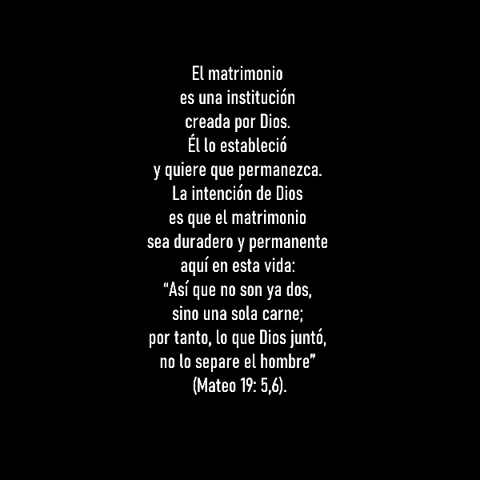 El matrimonio
es una institución
creada por Dios.
Él lo estableció
y quiere que permanezca.
La intención de Dios
es que el matrimonio
sea duradero y permanente
aquí en esta vida:
“Así que no son ya dos,
sino una sola carne;
por tanto, lo que Dios juntó,
no lo separe el hombre”
(Mateo 19: 5,6).